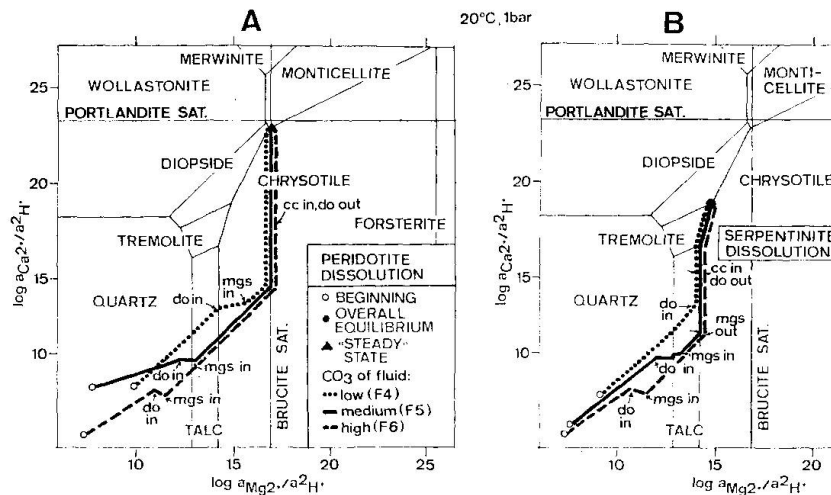 A
20°C, 1bar
B
MERWINITE
MONTICELLITE
WOLLASTONITE
PORTLANDITE SAT.
DIOPSIDE
CHRYSOTILE
cc in, do out
FORSTERITE
TREMOLITE
QUARTZ
do in
mgs in
do in
mgs in
do in
mgs in
TALC
BRUCITE SAT.
PERIDOTITE DISSOLUTION
BEGINNING
OVERALL EQUILIBRIUM
«STEADY» STATE
CO₃ of fluid:
low (F4)
medium (F5)
high (F6)
25
20
15
10
log aCa2+/a²H+
10
15
20
25
log aMg2+/a²H+
MERWINITE
MONTI-
CELLITE
WOLLASTONITE
PORTLANDITE SAT.
DIOPSIDE
CHRYSOTILE
TREMOLITE
SERPENTINITE
DISSOLUTION
cc in
do out
QUARTZ
do in
mgs out
mgs in
do in
mgs in
do in
TALC
BRUCITE SAT.
FORSTERITE
25
20
15
10
log aCa2+/a²H+
10
15
20
log aMg2+/a²H+